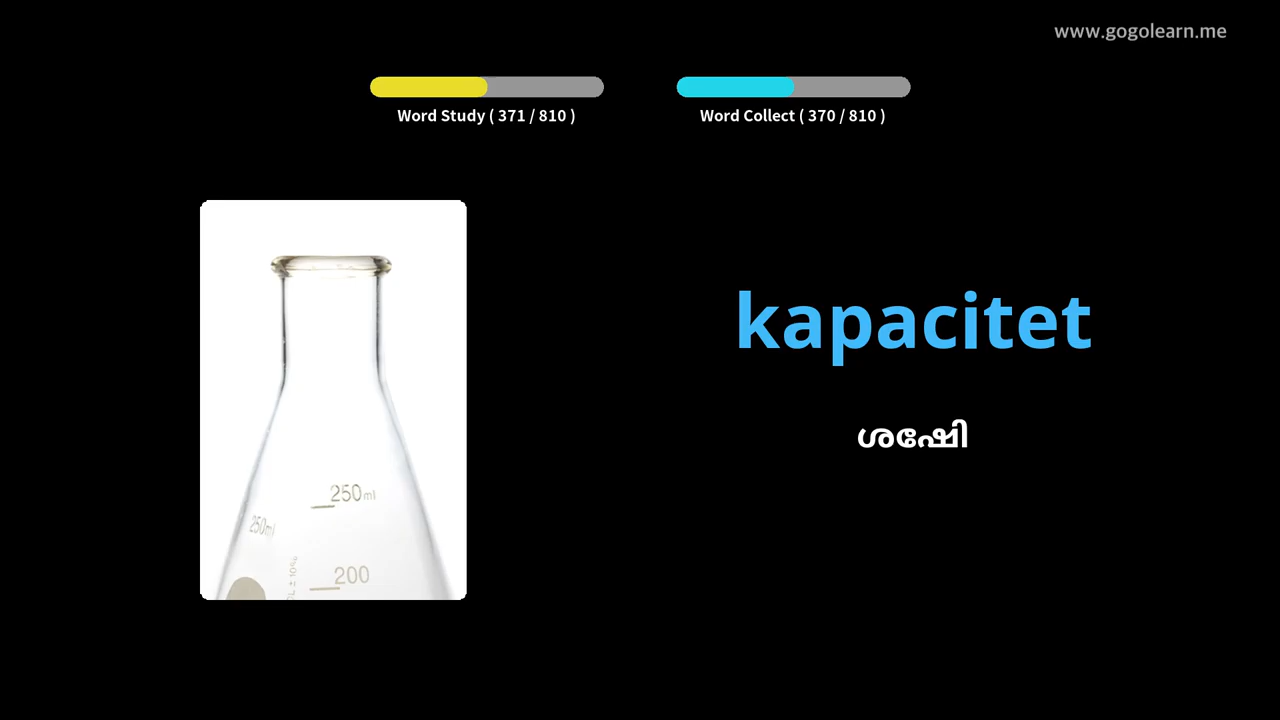 www.gogolearn.me
Word Study ( 371 / 810 )
Word Collect ( 370 / 810 )
kapacitet
ശഷേി
250ml
250ml
200